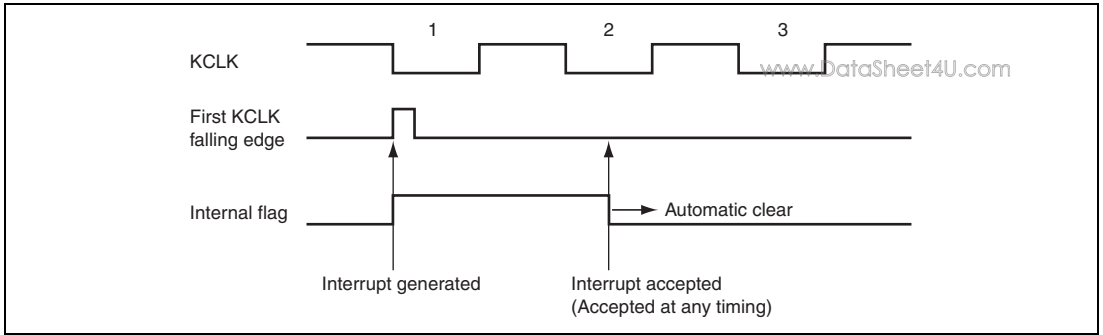 1 2 3
KCLK
www.DataSheet4U.com
First KCLK
falling edge
Internal flag
Automatic clear
Interrupt generated
Interrupt accepted
(Accepted at any timing)